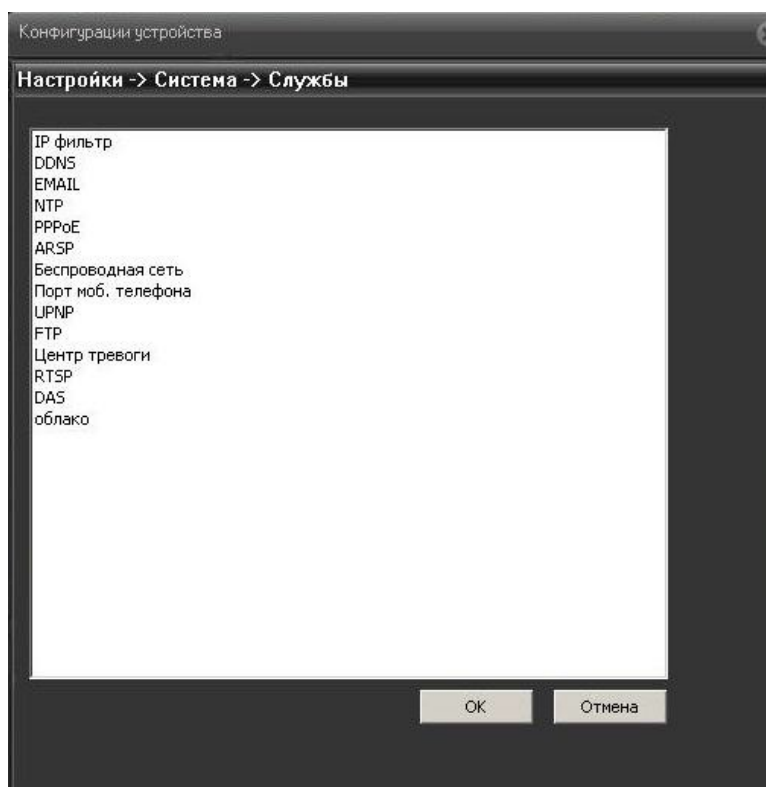 Конфигурации устройства
Настройки -> Система -> Службы
IP фильтр
DDNS
EMAIL
NTP
PPPoE
ARSP
Беспроводная сеть
Порт моб. телефона
UPNP
FTP
Центр тревоги
RTSP
DAS
облако
OK
Отмена